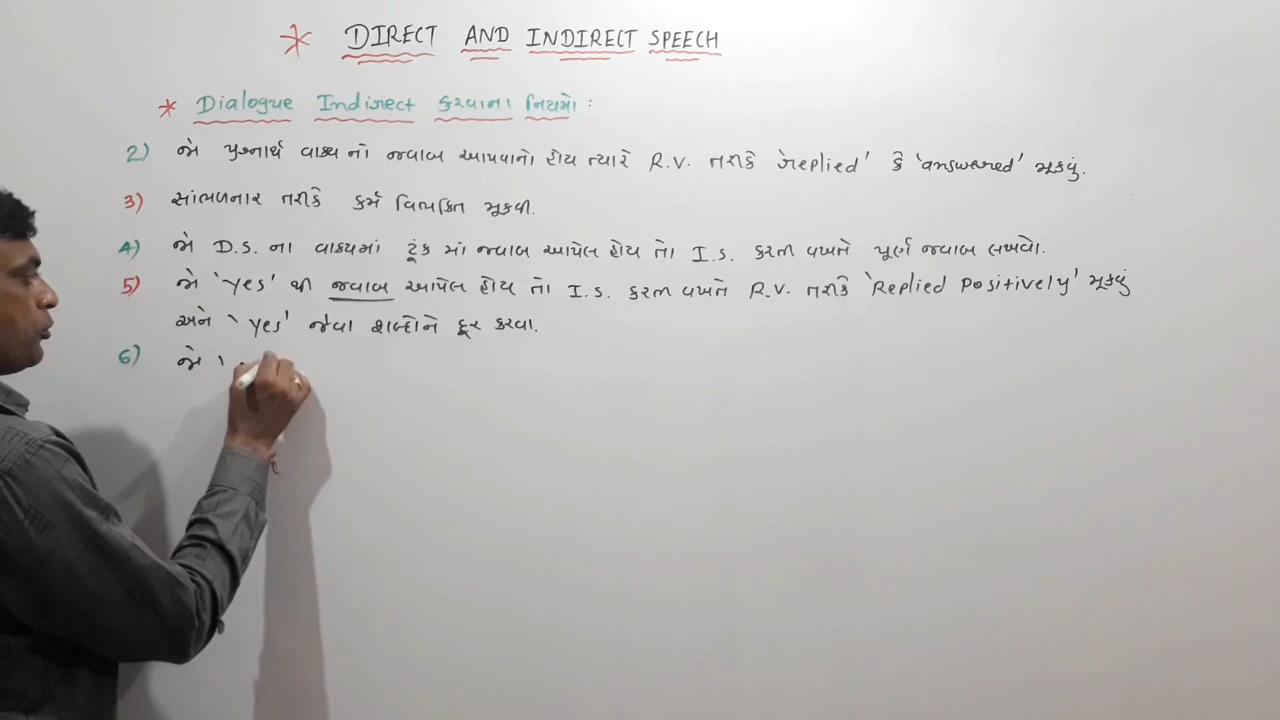 * DIRECT AND INDIRECT SPEECH
* Dialogue Indirect કરવાના નિયમો :
2) જો પ્રશ્નાર્થ વાક્ય નો જવાબ આપવાનો હોય ત્યારે R.V. તરીકે 'replied' કે 'answered' મૂકવું.
3) સાંભળનાર તરીકે કર્મ વિભક્તિ મૂકવી.
4) જો D.S. ના વાક્યમાં ટૂંક માં જવાબ આપેલ હોય તો I.S. કરતી વખતે પૂર્ણ જવાબ લખવો.
5) જો 'yes' થી જવાબ આપેલ હોય તો I.S. કરતી વખતે R.V. તરીકે 'Replied Positively' મૂકવું
અને 'yes' જેવા શબ્દોને દૂર કરવા.
6) જો '